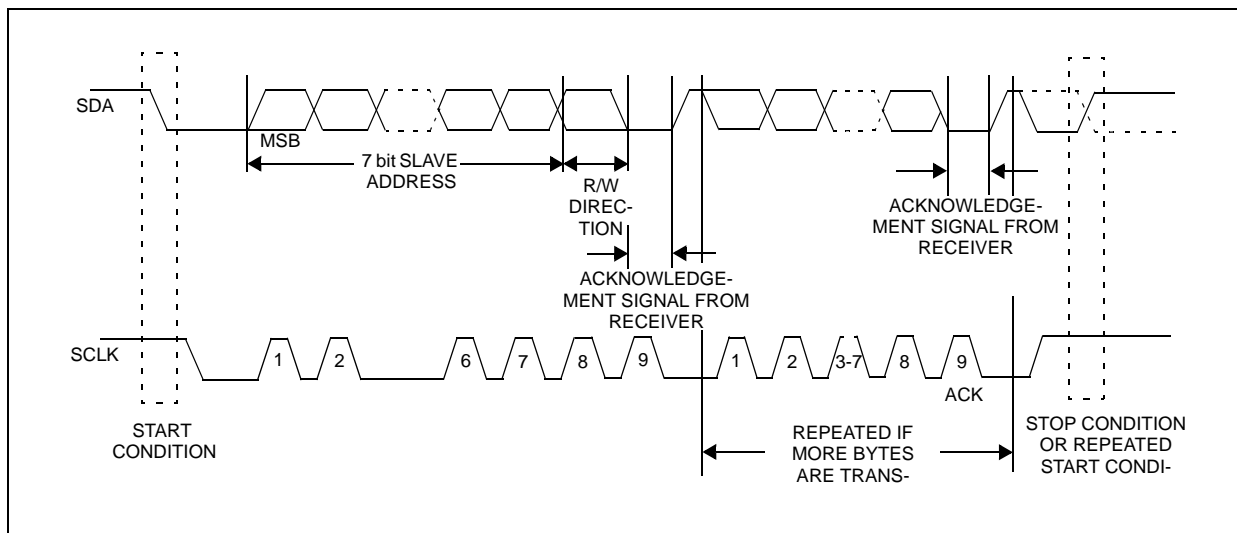 SDA
MSB
7 bit SLAVE
ADDRESS
R/W
DIREC-
TION
ACKNOWLEDGE-
MENT SIGNAL FROM
RECEIVER
ACKNOWLEDGE-
MENT SIGNAL FROM
RECEIVER
SCLK
1
2
6
7
8
9
1
2
3-7
8
9
ACK
START
CONDITION
REPEATED IF
MORE BYTES
ARE TRANS-
STOP CONDITION
OR REPEATED
START CONDI-